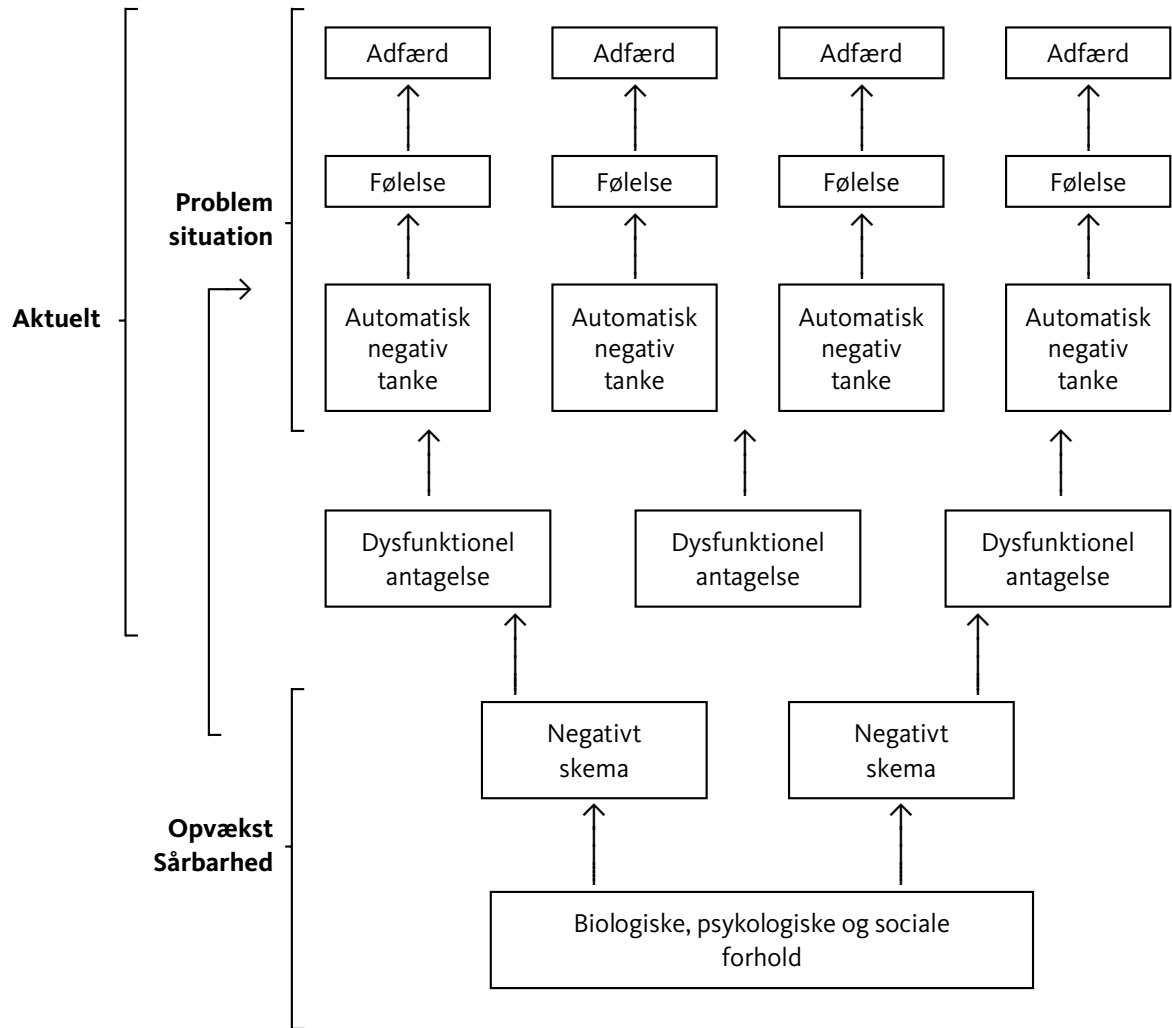 Adfærd
Adfærd
Adfærd
Adfærd
Følelse
Følelse
Følelse
Følelse
Problem
situation
Aktuelt
Automatisk
negativ
tanke
Automatisk
negativ
tanke
Automatisk
negativ
tanke
Automatisk
negativ
tanke
Dysfunktionel
antagelse
Dysfunktionel
antagelse
Dysfunktionel
antagelse
Negativt
skema
Negativt
skema
Opvækst
Sårbarhed
Biologiske, psykologiske og sociale
forhold